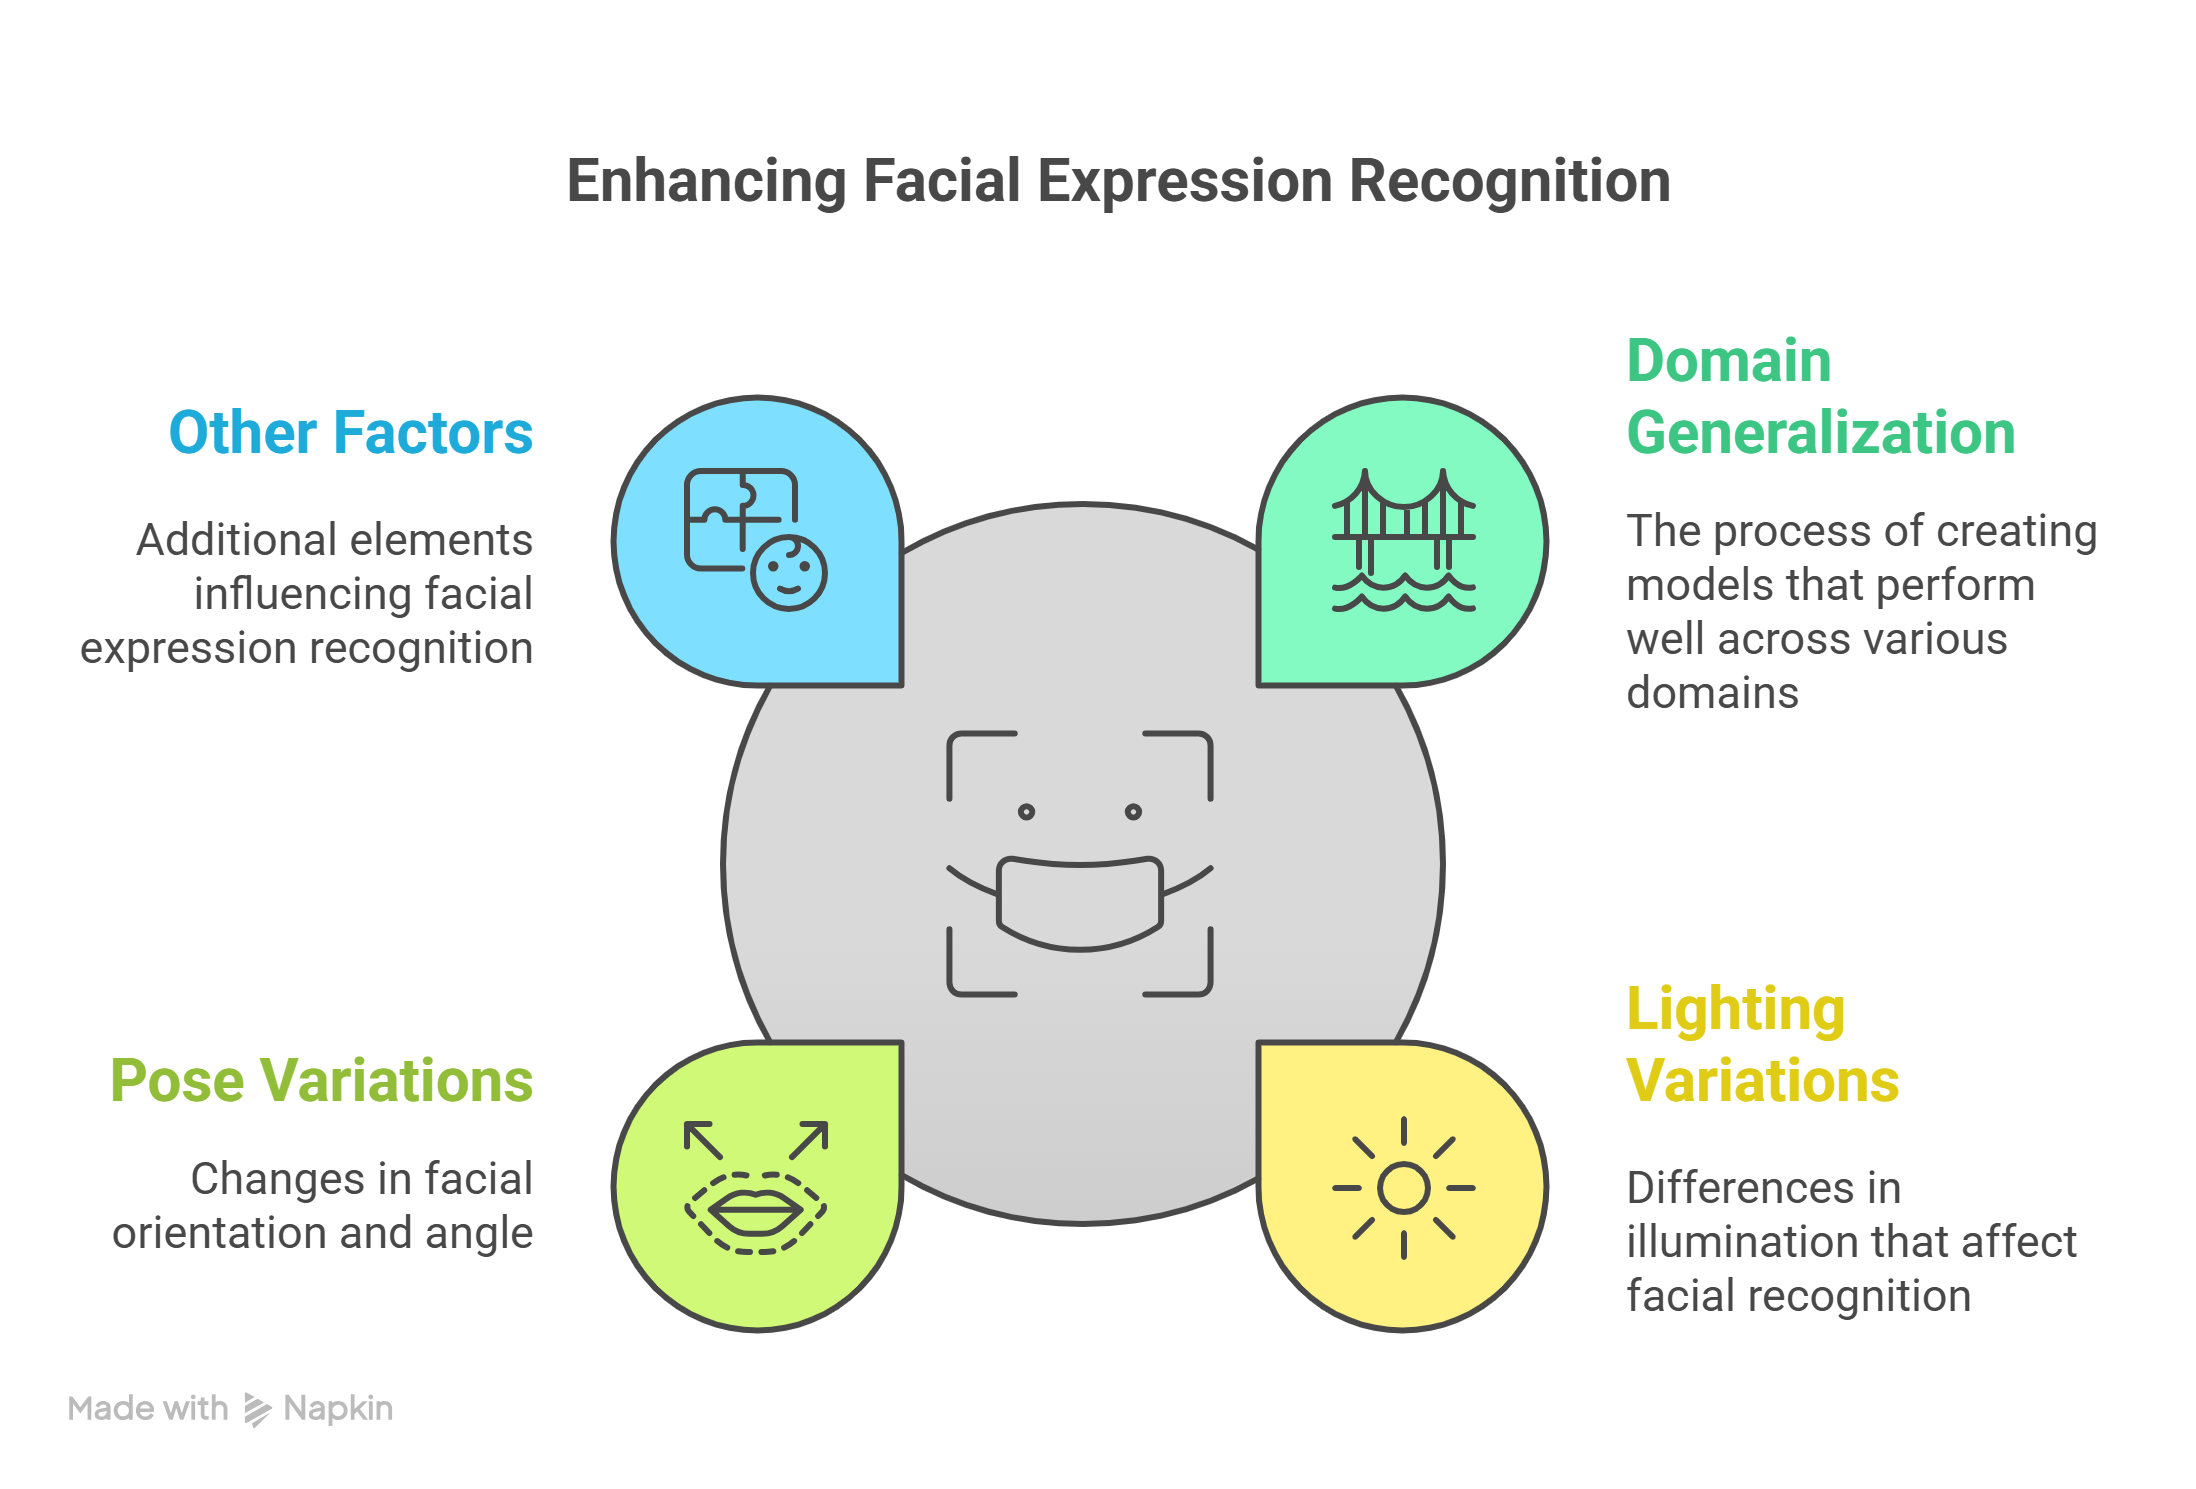 Enhancing Facial Expression Recognition
Other Factors
Additional elements
influencing facial
expression recognition
Domain
Generalization
The process of creating
models that perform
well across various
domains
Pose Variations
Changes in facial
orientation and angle
Lighting
Variations
Differences in
illumination that affect
facial recognition
Made with Napkin